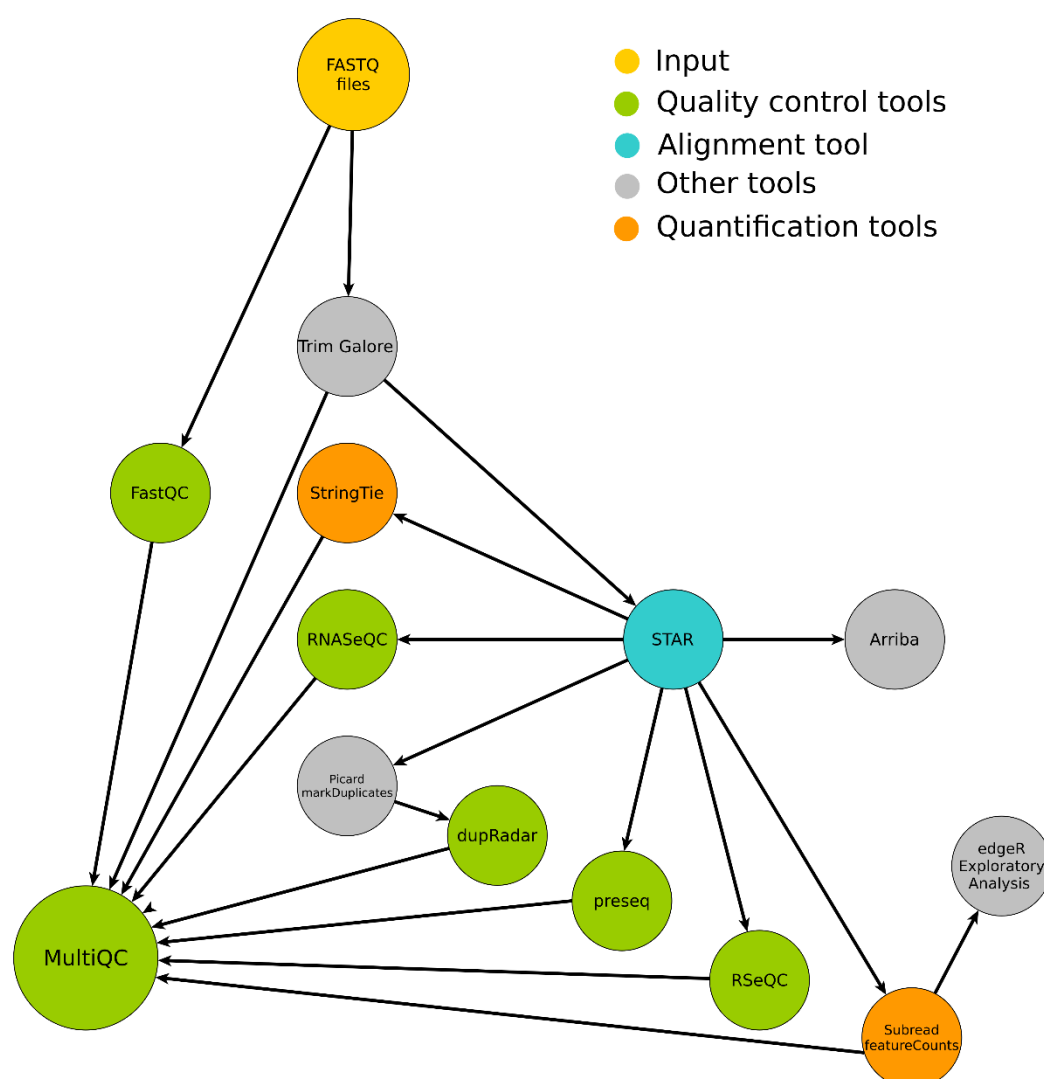 FASTQ
files
Input
Quality control tools
Alignment tool
Other tools
Quantification tools
Trim Galore
FastQC
StringTie
RNASeQC
STAR
Arriba
Picard
markDuplicates
dupRadar
edgeR
Exploratory
Analysis
preseq
MultiQC
RSeQC
Subread
featureCounts